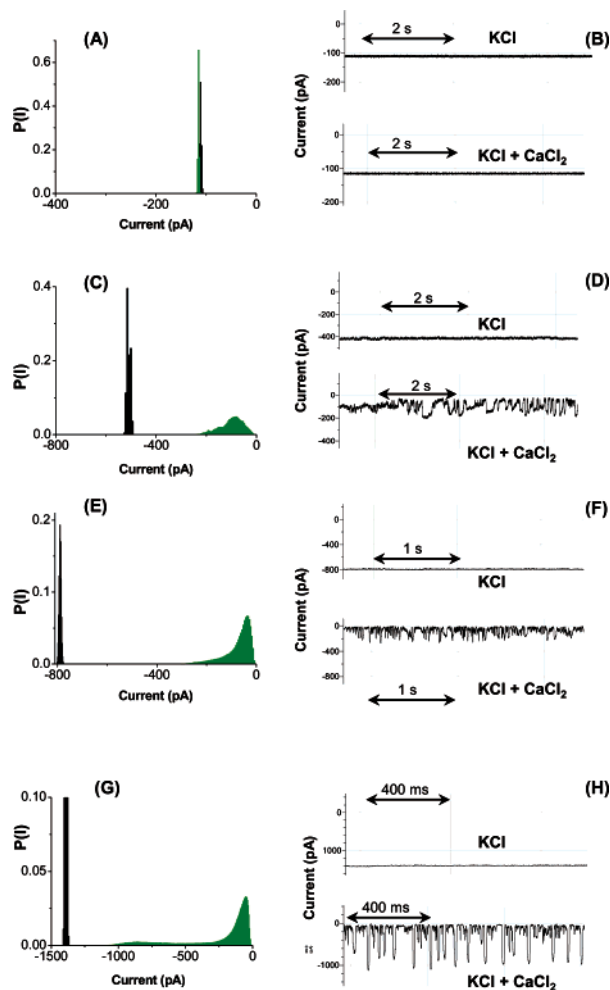 (A)
P(I)
0.6
0.4
0.2
0.0
-400
-200
0
Current (pA)
(B)
Current (pA)
0
-100
-200
2 s
KCl
0
-100
-200
2 s
KCl + CaCl₂
(C)
P(I)
0.4
0.2
0.0
-800
-400
0
Current (pA)
(D)
Current (pA)
0
-200
-400
2 s
KCl
0
-200
-400
2 s
KCl + CaCl₂
(E)
P(I)
0.2
0.1
0.0
-800
-400
0
Current (pA)
(F)
Current (pA)
0
-400
-800
1 s
KCl
0
-400
-800
1 s
KCl + CaCl₂
(G)
P(I)
0.10
0.05
0.00
-1500
-1000
-500
0
Current (pA)
(H)
Current (pA)
0
1000
400 ms
KCl
0
-1000
400 ms
KCl + CaCl₂